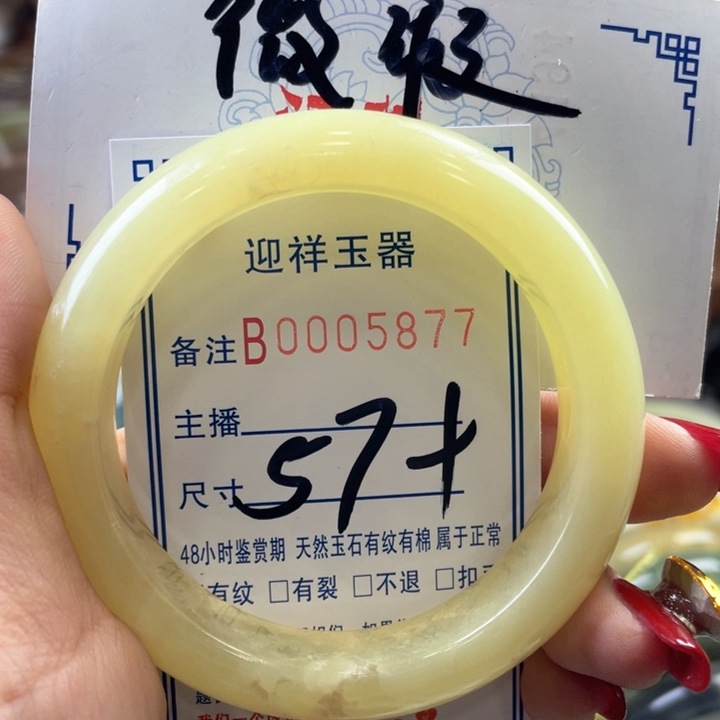 微收
迎祥玉器
备注B0005877
主播
尺寸57+
48小时鉴赏期 天然玉石有纹有棉 属于正常
有纹 □有裂 □不退 □扣